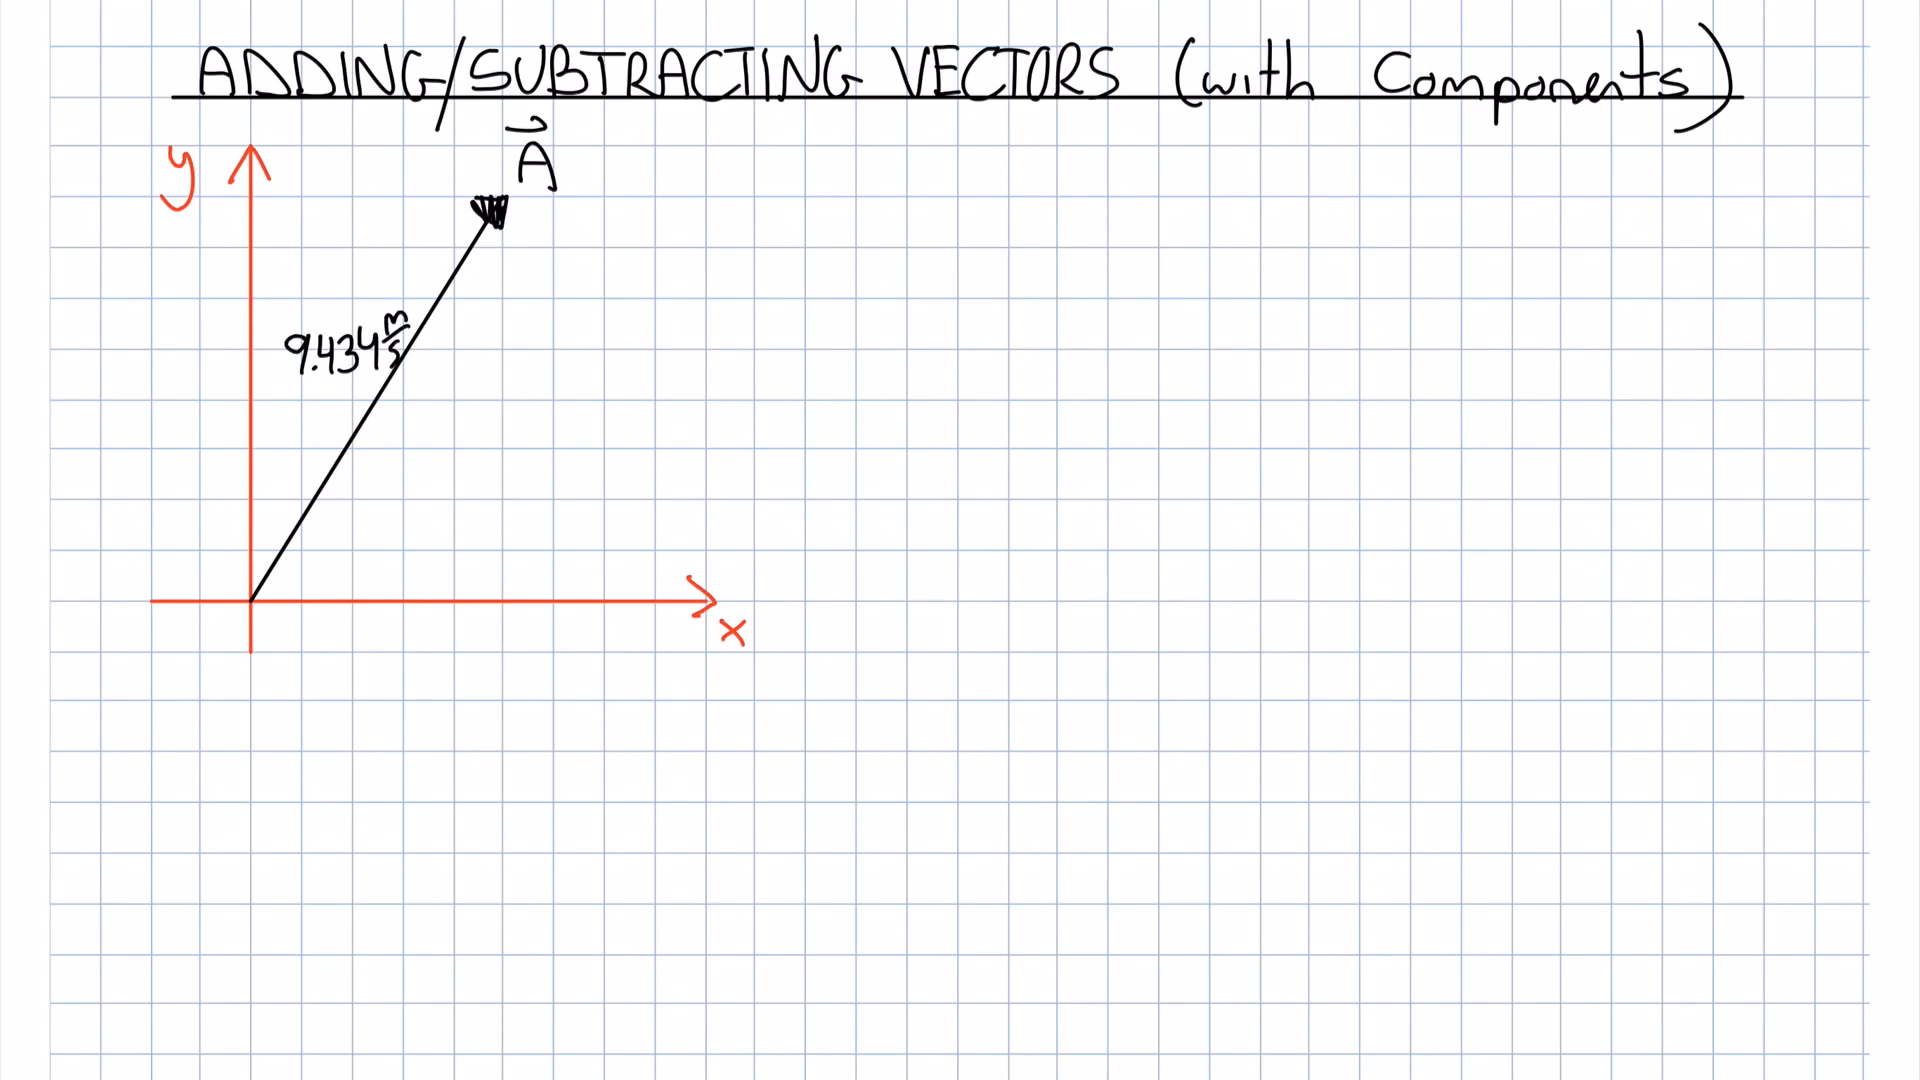 ADDING/SUBTRACTING VECTORS (with Components)
y
A⃗
9.434 m/s
x